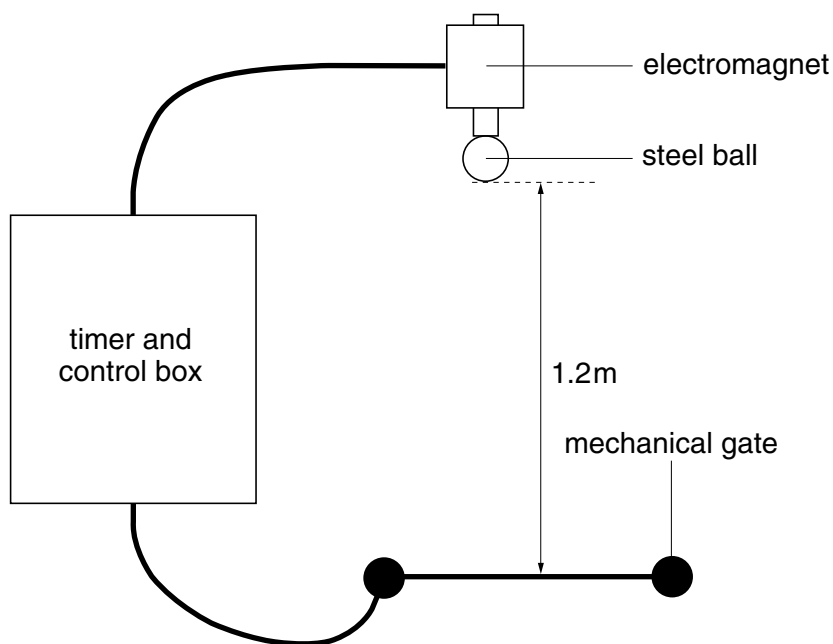 electromagnet
steel ball
timer and
control box
1.2m
mechanical gate